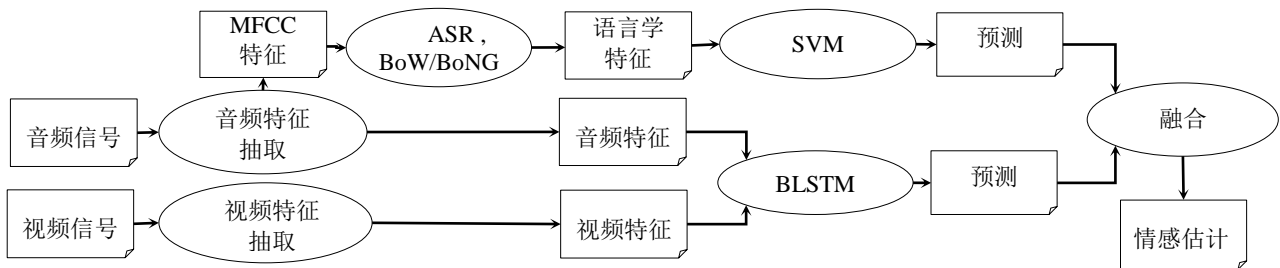 MFCC
特征
ASR ,
BoW/BoNG
语言学
特征
SVM
预测
音频信号
音频特征
抽取
音频特征
融合
BLSTM
预测
视频信号
视频特征
抽取
视频特征
情感估计